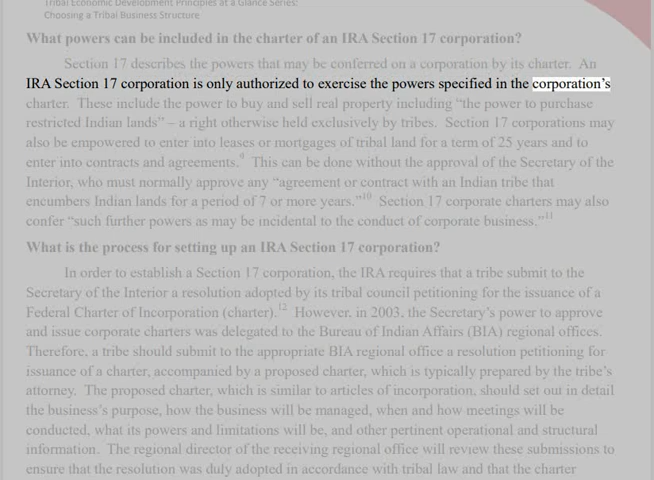 Tribal Economic Development Principles at a Glance Series:
Choosing a Tribal Business Structure
What powers can be included in the charter of an IRA Section 17 corporation?
Section 17 describes the powers that may be conferred on a corporation by its charter. An
IRA Section 17 corporation is only authorized to exercise the powers specified in the corporation’s
charter. These include the power to buy and sell real property including “the power to purchase
restricted Indian lands” – a right otherwise held exclusively by tribes. Section 17 corporations may
also be empowered to enter into leases or mortgages of tribal land for a term of 25 years and to
enter into contracts and agreements.9 This can be done without the approval of the Secretary of the
Interior, who must normally approve any “agreement or contract with an Indian tribe that
encumbers Indian lands for a period of 7 or more years.”10 Section 17 corporate charters may also
confer “such further powers as may be incidental to the conduct of corporate business.”11
What is the process for setting up an IRA Section 17 corporation?
In order to establish a Section 17 corporation, the IRA requires that a tribe submit to the
Secretary of the Interior a resolution adopted by its tribal council petitioning for the issuance of a
Federal Charter of Incorporation (charter).12 However, in 2003, the Secretary’s power to approve
and issue corporate charters was delegated to the Bureau of Indian Affairs (BIA) regional offices.
Therefore, a tribe should submit to the appropriate BIA regional office a resolution petitioning for
issuance of a charter, accompanied by a proposed charter, which is typically prepared by the tribe’s
attorney. The proposed charter, which is similar to articles of incorporation, should set out in detail
the business’s purpose, how the business will be managed, when and how meetings will be
conducted, what its powers and limitations will be, and other pertinent operational and structural
information. The regional director of the receiving regional office will review these submissions to
ensure that the resolution was duly adopted in accordance with tribal law and that the charter